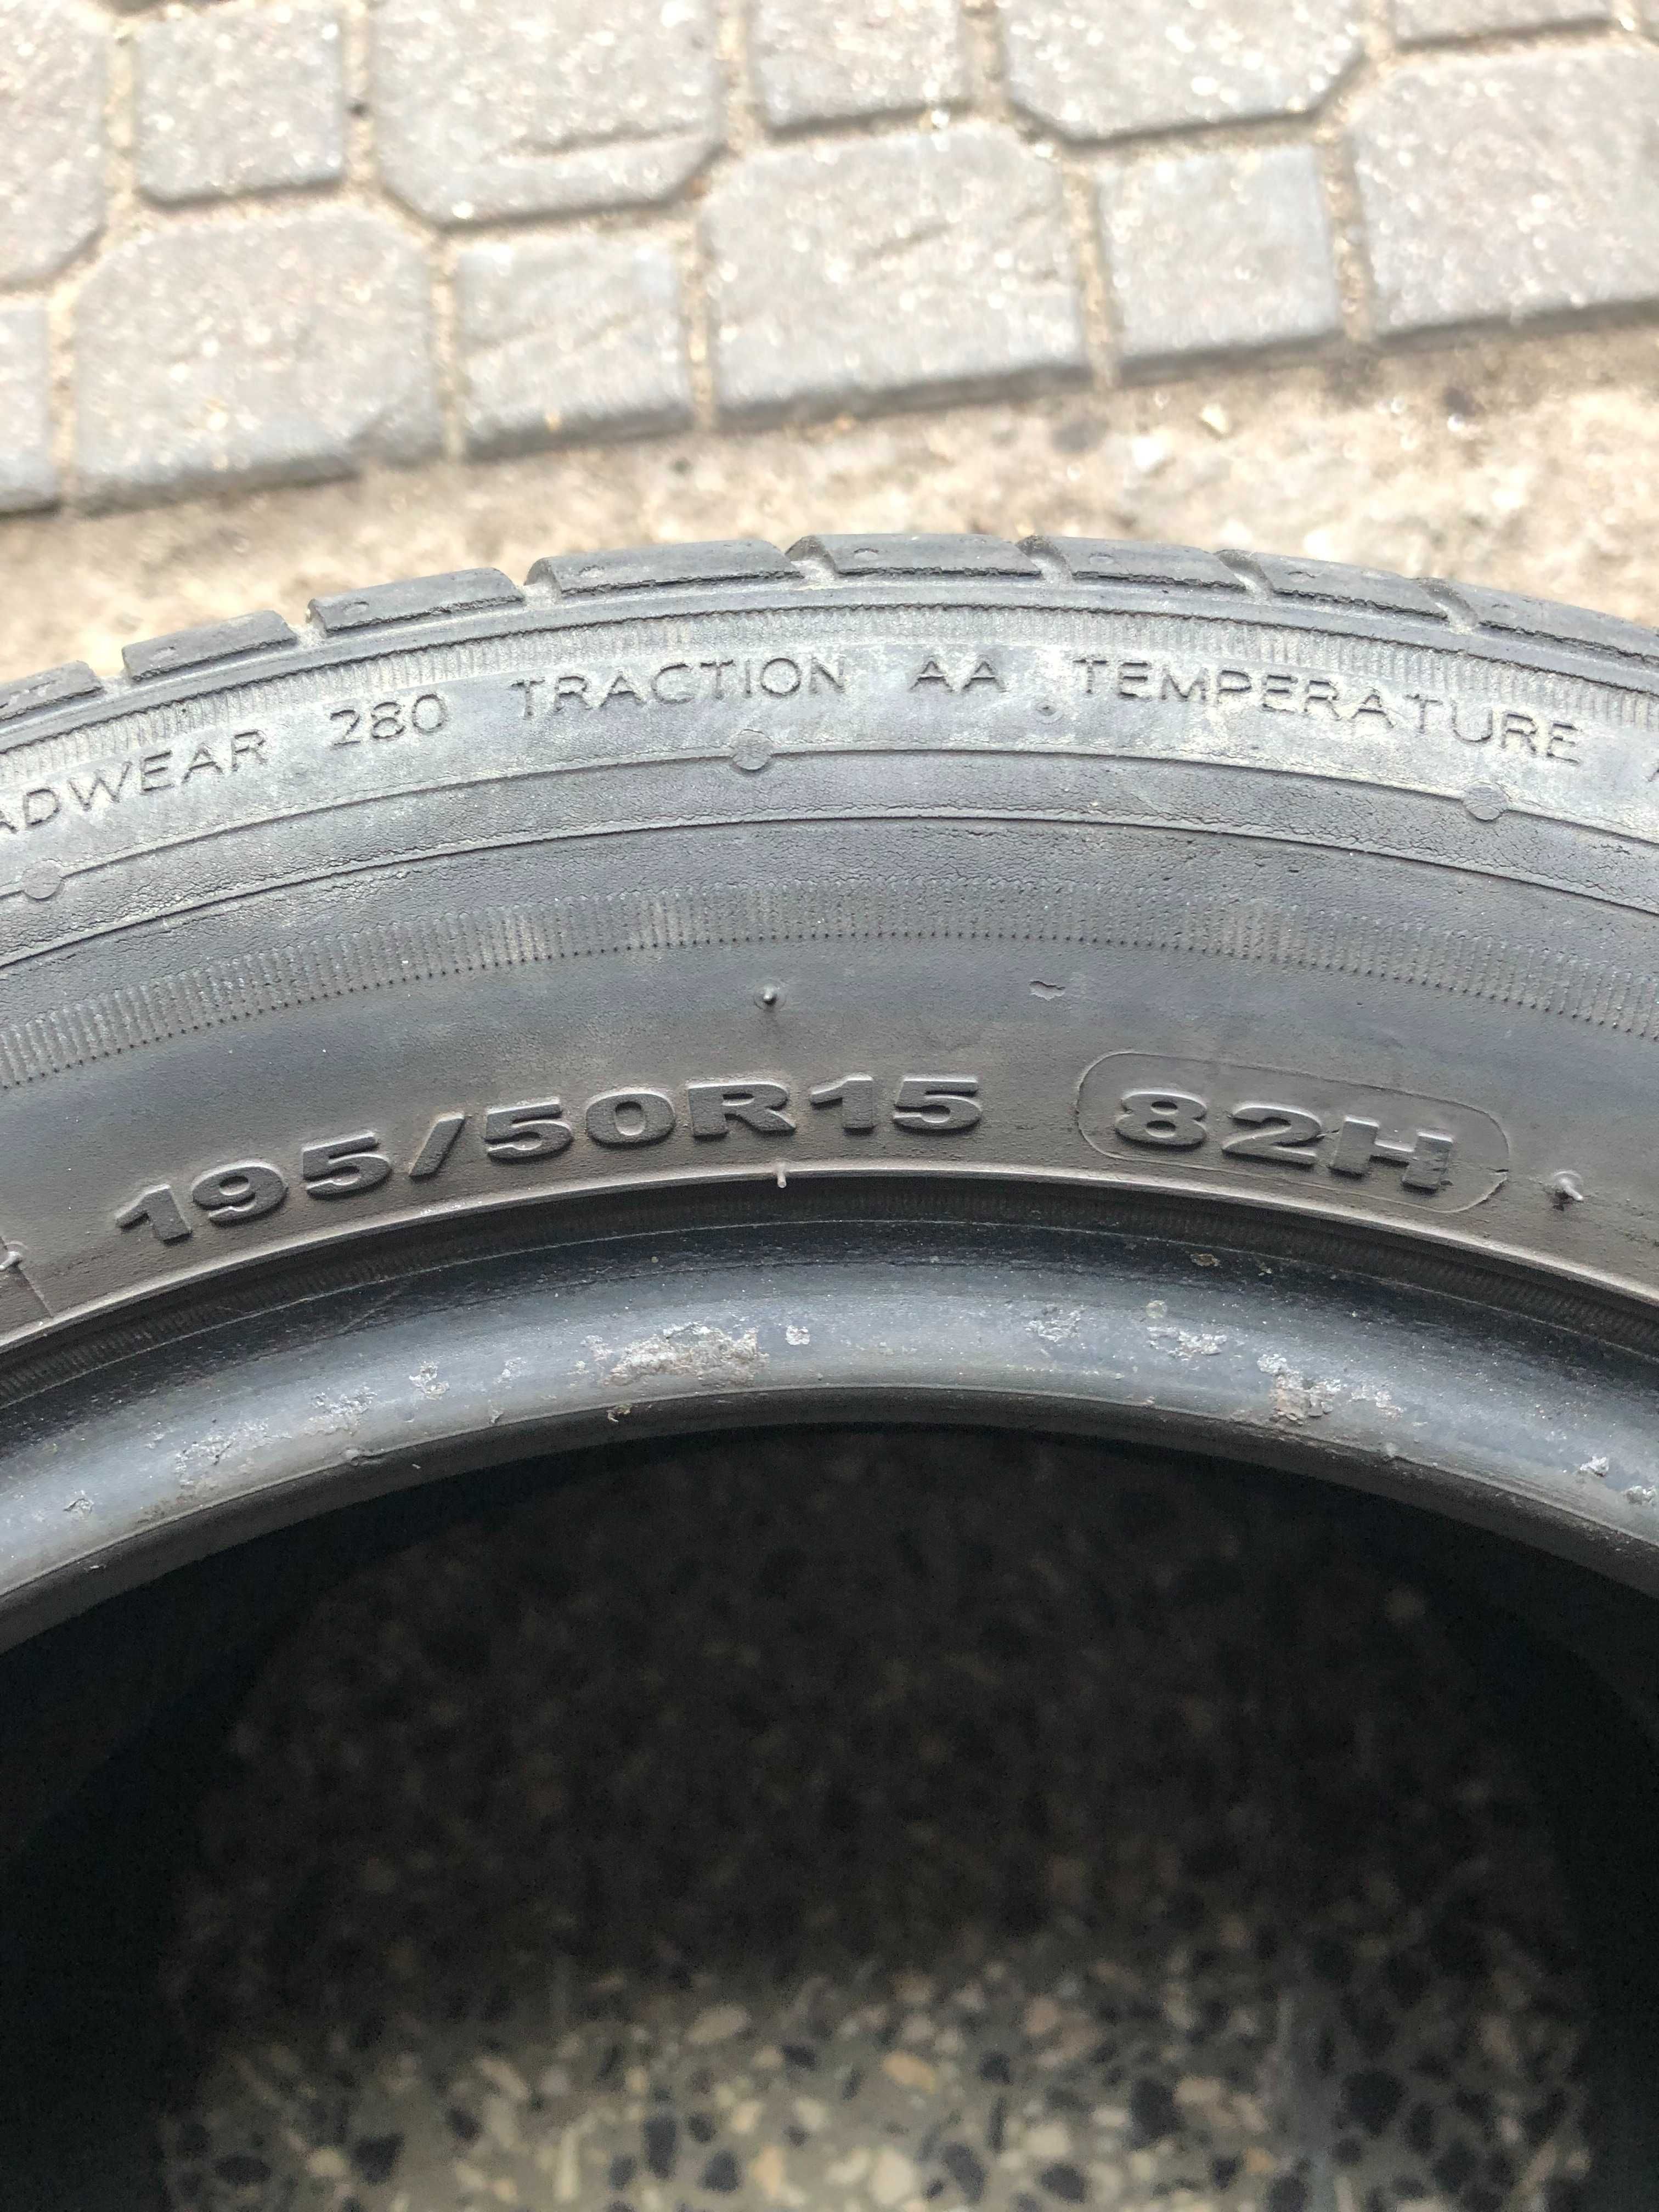 ADWEAR 280 TRACTION AA TEMPERATURE
195/50R15 82H